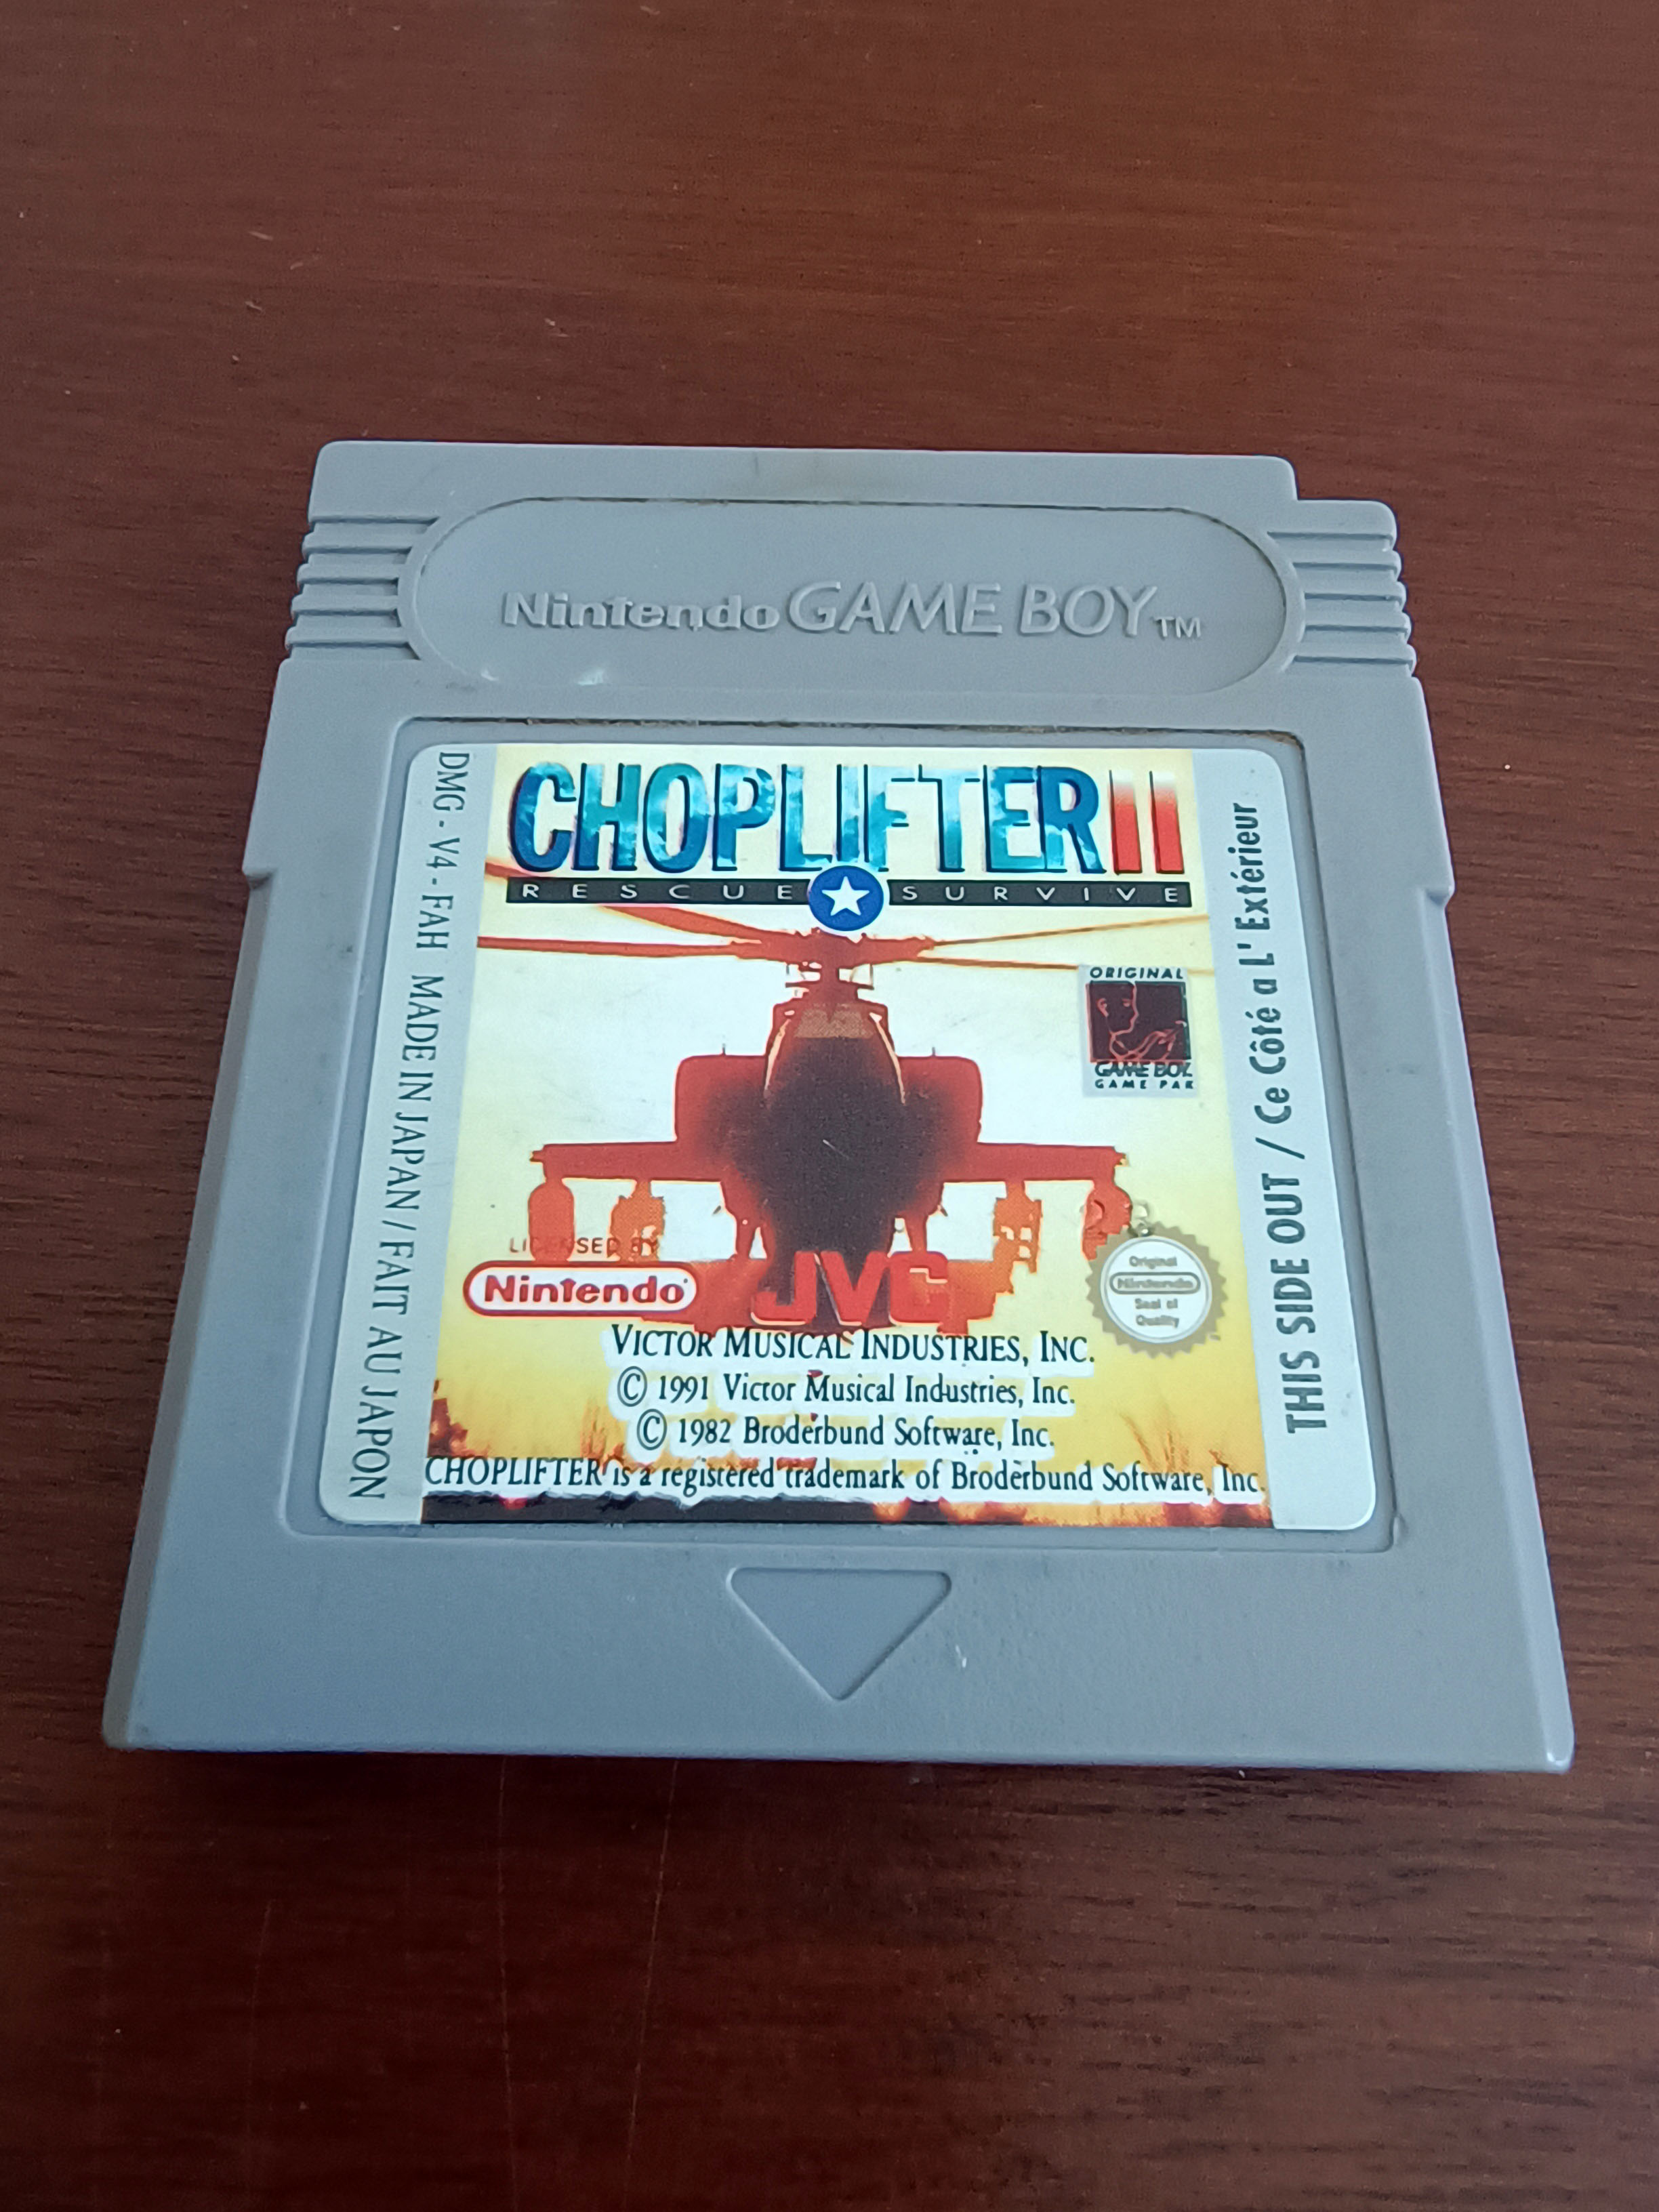 Nintendo GAME BOY TM
CHOPLIFTER II
RESCUE SURVIVE
ORIGINAL
GAME BOY
GAME PAK
LICENSED BY
Nintendo
JVC
Original
Nintendo
Seal of
Quality
VICTOR MUSICAL INDUSTRIES, INC.
© 1991 Victor Musical Industries, Inc.
© 1982 Broderbund Software, Inc.
CHOPLIFTER is a registered trademark of Broderbund Software, Inc.
DMG - V4 - FAH MADE IN JAPAN / FAIT AU JAPON
THIS SIDE OUT / Ce Côté a L' Extérieur